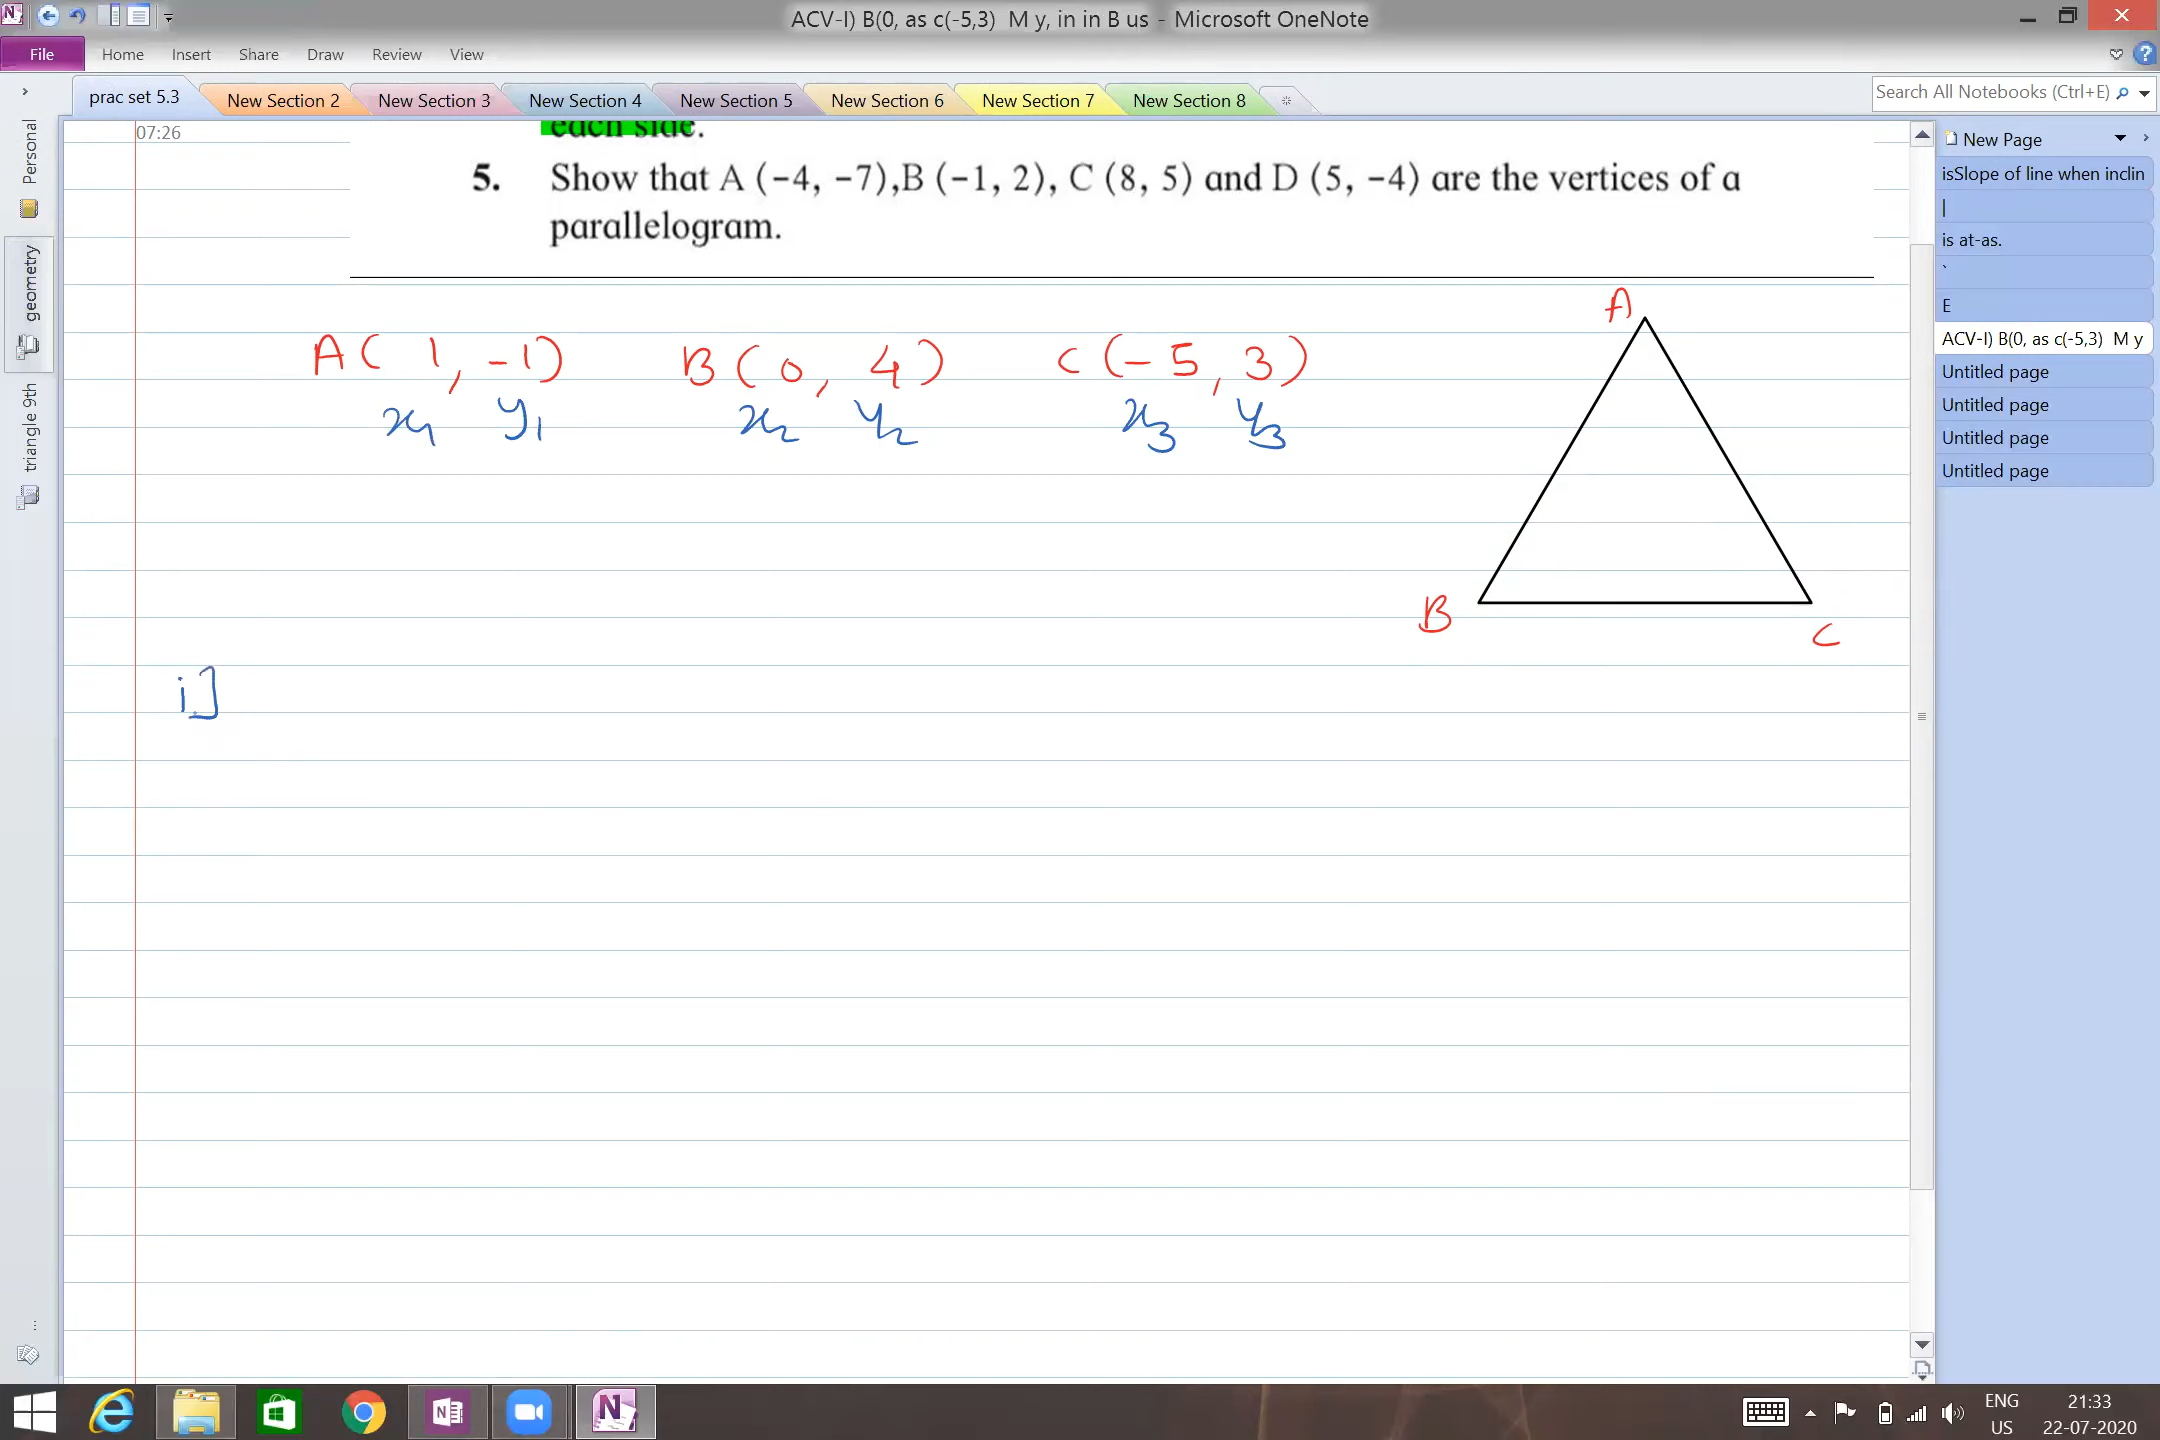 ACV-I) B(0, as c(-5,3)  M y, in in B us - Microsoft OneNote
File Home Insert Share Draw Review View
prac set 5.3 New Section 2 New Section 3 New Section 4 New Section 5 New Section 6 New Section 7 New Section 8
Search All Notebooks (Ctrl+E)
Personal
geometry
triangle 9th
07:26
each side.
5. Show that A (−4, −7),B (−1, 2), C (8, 5) and D (5, −4) are the vertices of a
parallelogram.
A( 1, -1) B(0, 4) C(-5, 3)
x1 y1 x2 y2 x3 y3
A
B
C
i]
New Page
isSlope of line when inclin
|
is at-as.
`
E
ACV-I) B(0, as c(-5,3)  M y
Untitled page
Untitled page
Untitled page
Untitled page
ENG
US
21:33
22-07-2020